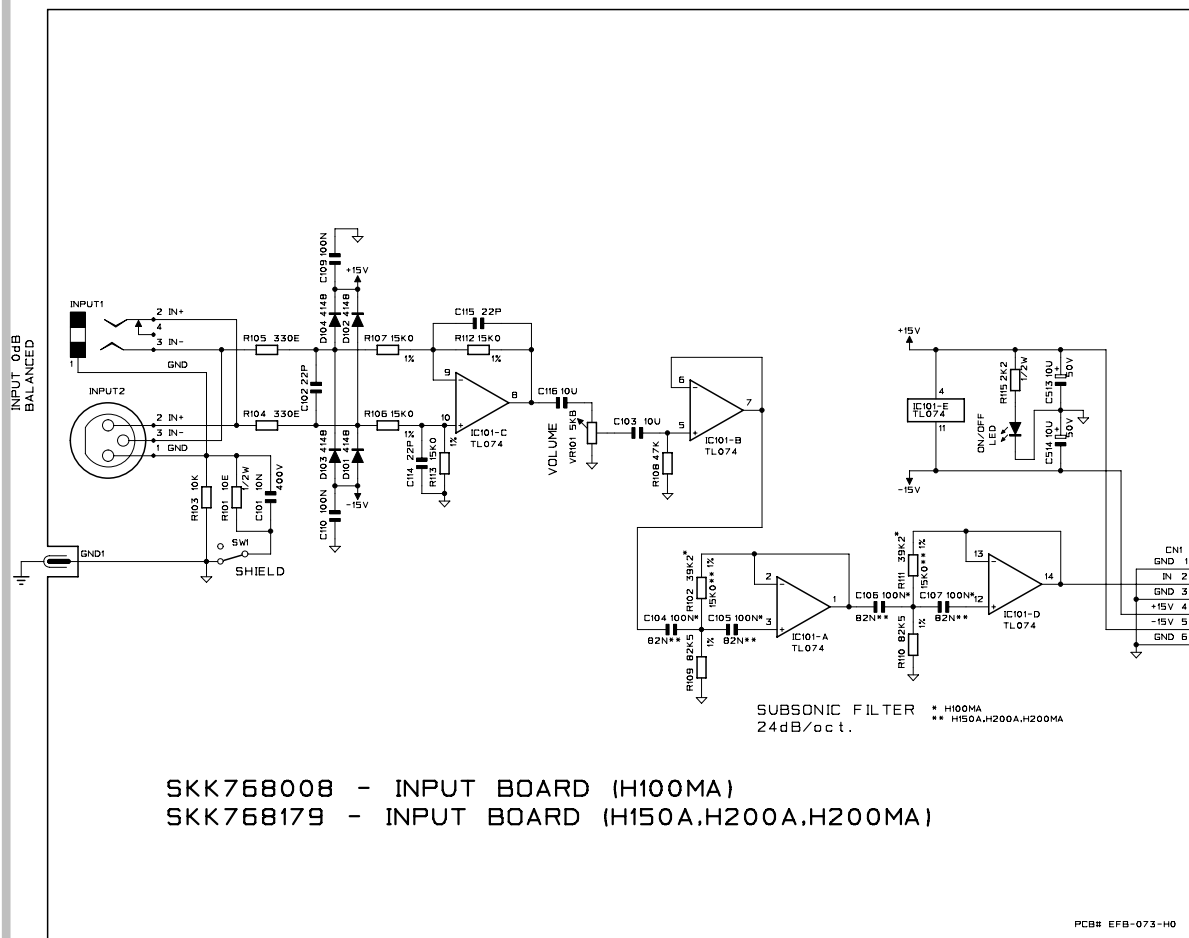 C109 100N
+15V
INPUT1
2 IN+
4
3 IN-
1
GND
D104 4148
D102 4148
C115 22P
R105 330E
R107 15K0
1%
R112 15K0
1%
+15V
INPUT 0dB
BALANCED
INPUT2
C102 22P
9
8
10
IC101-C
TL074
C116 10U
6
7
5
IC101-B
TL074
4
IC101-E
TL074
11
R115 2K2
1/2W
C513 10U
50V
+
2 IN+
3 IN-
1 GND
R104 330E
R106 15K0
1%
VOLUME
VR101 5KB
C103 10U
ON/OFF
LED
C514 10U
50V
+
D103 4148
D101 4148
C114 22P
R113 15K0
1%
R108 47K
-15V
R103 10K
R101 10E
1/2W
C101 10N
400V
-15V
C110 100N
GND1
SW1
SHIELD
R102 39K2*
15K0** 1%
2
1
3
IC101-A
TL074
R111 39K2*
15K0** 1%
13
14
12
IC101-D
TL074
C104 100N*
82N**
C105 100N*
82N**
C106 100N*
82N**
C107 100N*
82N**
R109 82K5
1%
R110 82K5
1%
CN1
GND 1
IN 2
GND 3
+15V 4
-15V 5
GND 6
SUBSONIC FILTER
24dB/oct.
* H100MA
** H150A,H200A,H200MA
SKK768008 - INPUT BOARD (H100MA)
SKK768179 - INPUT BOARD (H150A,H200A,H200MA)
PCB# EFB-073-H0